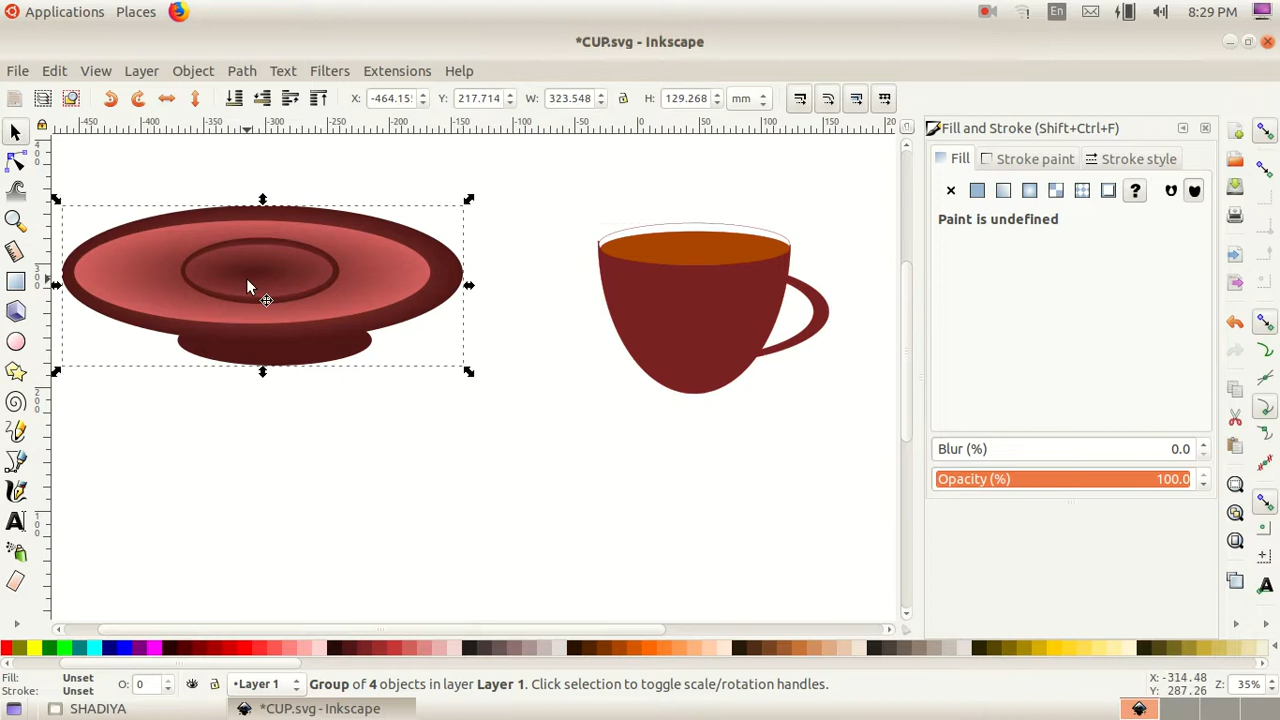 Applications Places En 8:29 PM
*CUP.svg - Inkscape
File Edit View Layer Object Path Text Filters Extensions Help
X: -464.15 Y: 217.714 W: 323.548 H: 129.268 mm
Fill and Stroke (Shift+Ctrl+F)
Fill Stroke paint Stroke style
Paint is undefined
Blur (%) 0.0
Opacity (%) 100.0
Fill: Unset
Stroke: Unset
O: 0 •Layer 1 Group of 4 objects in layer Layer 1. Click selection to toggle scale/rotation handles.
X: -314.48
Y: 287.26
Z: 35%
SHADIYA *CUP.svg - Inkscape